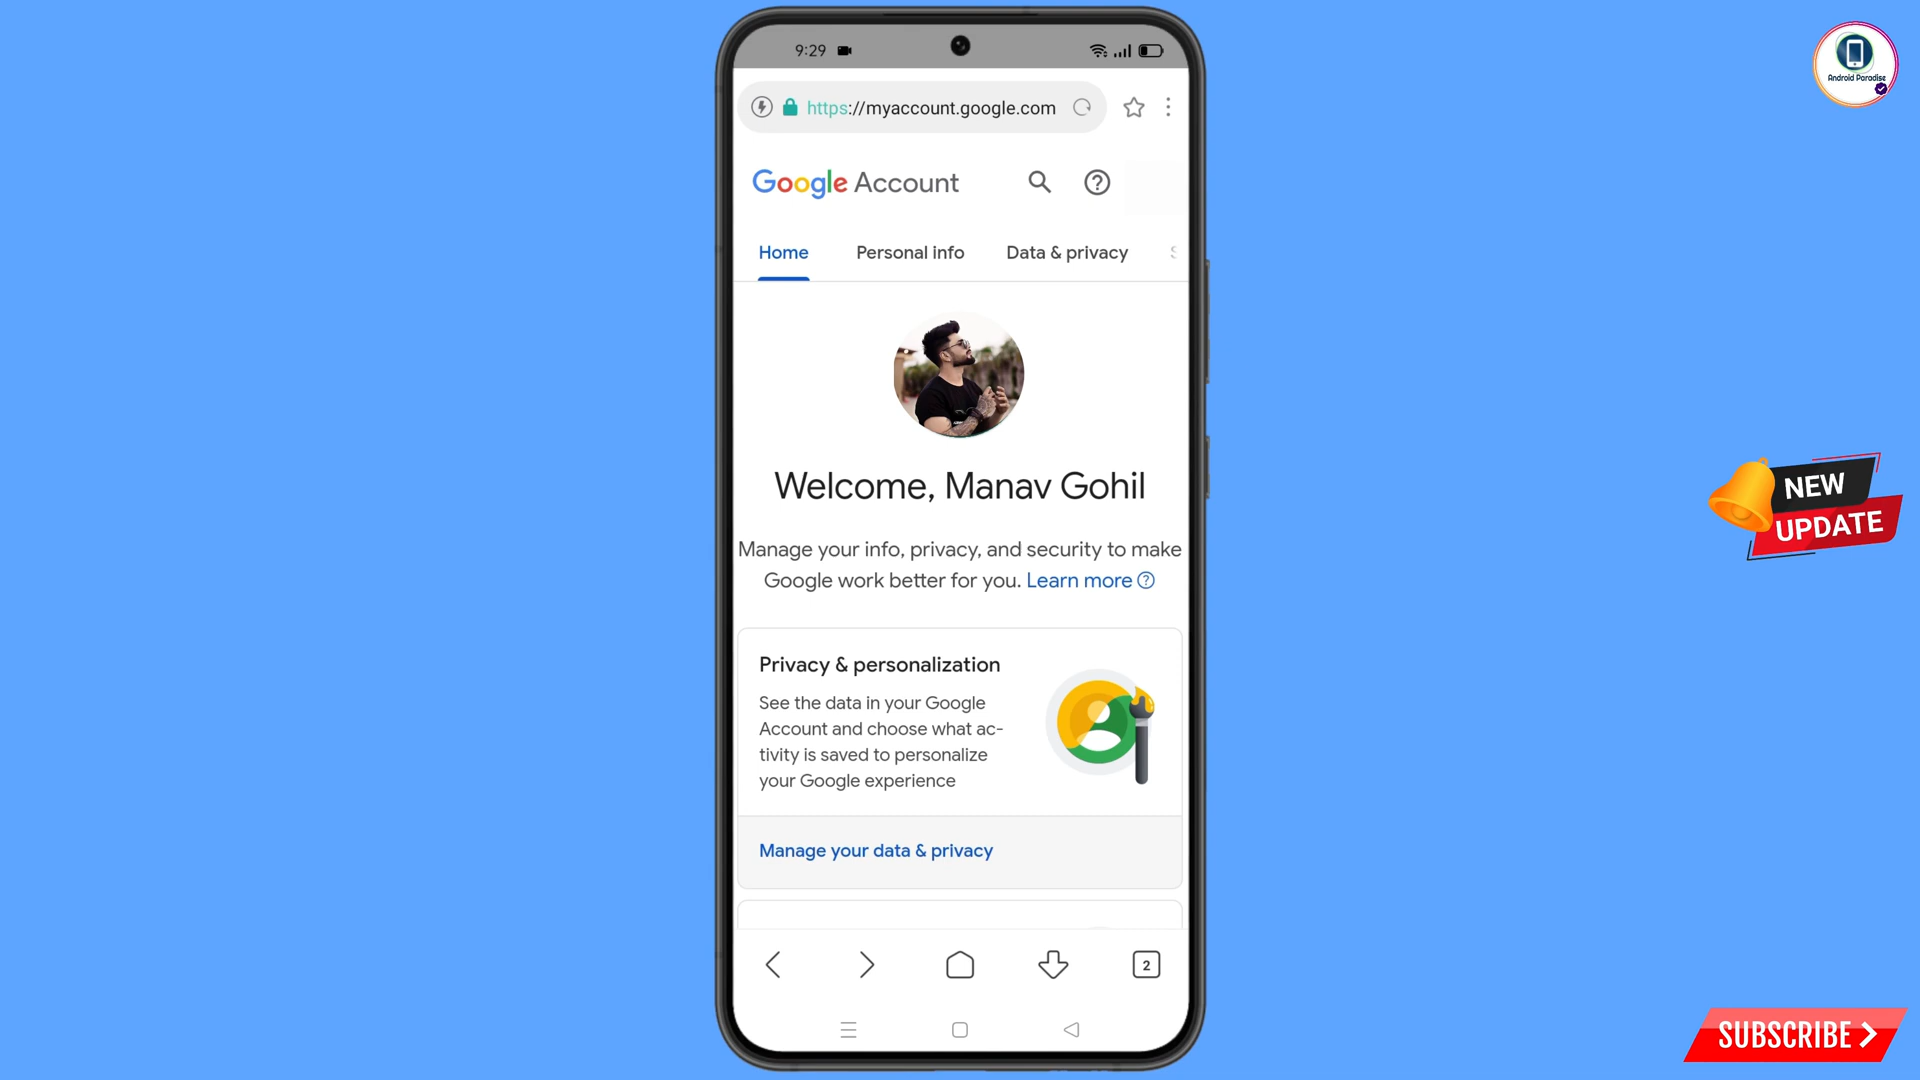 9:29
Android Paradise
https://myaccount.google.com
Google Account
Home Personal info Data & privacy
Welcome, Manav Gohil
Manage your info, privacy, and security to make
Google work better for you. Learn more
Privacy & personalization
See the data in your Google
Account and choose what ac-
tivity is saved to personalize
your Google experience
Manage your data & privacy
2
NEW
UPDATE
SUBSCRIBE